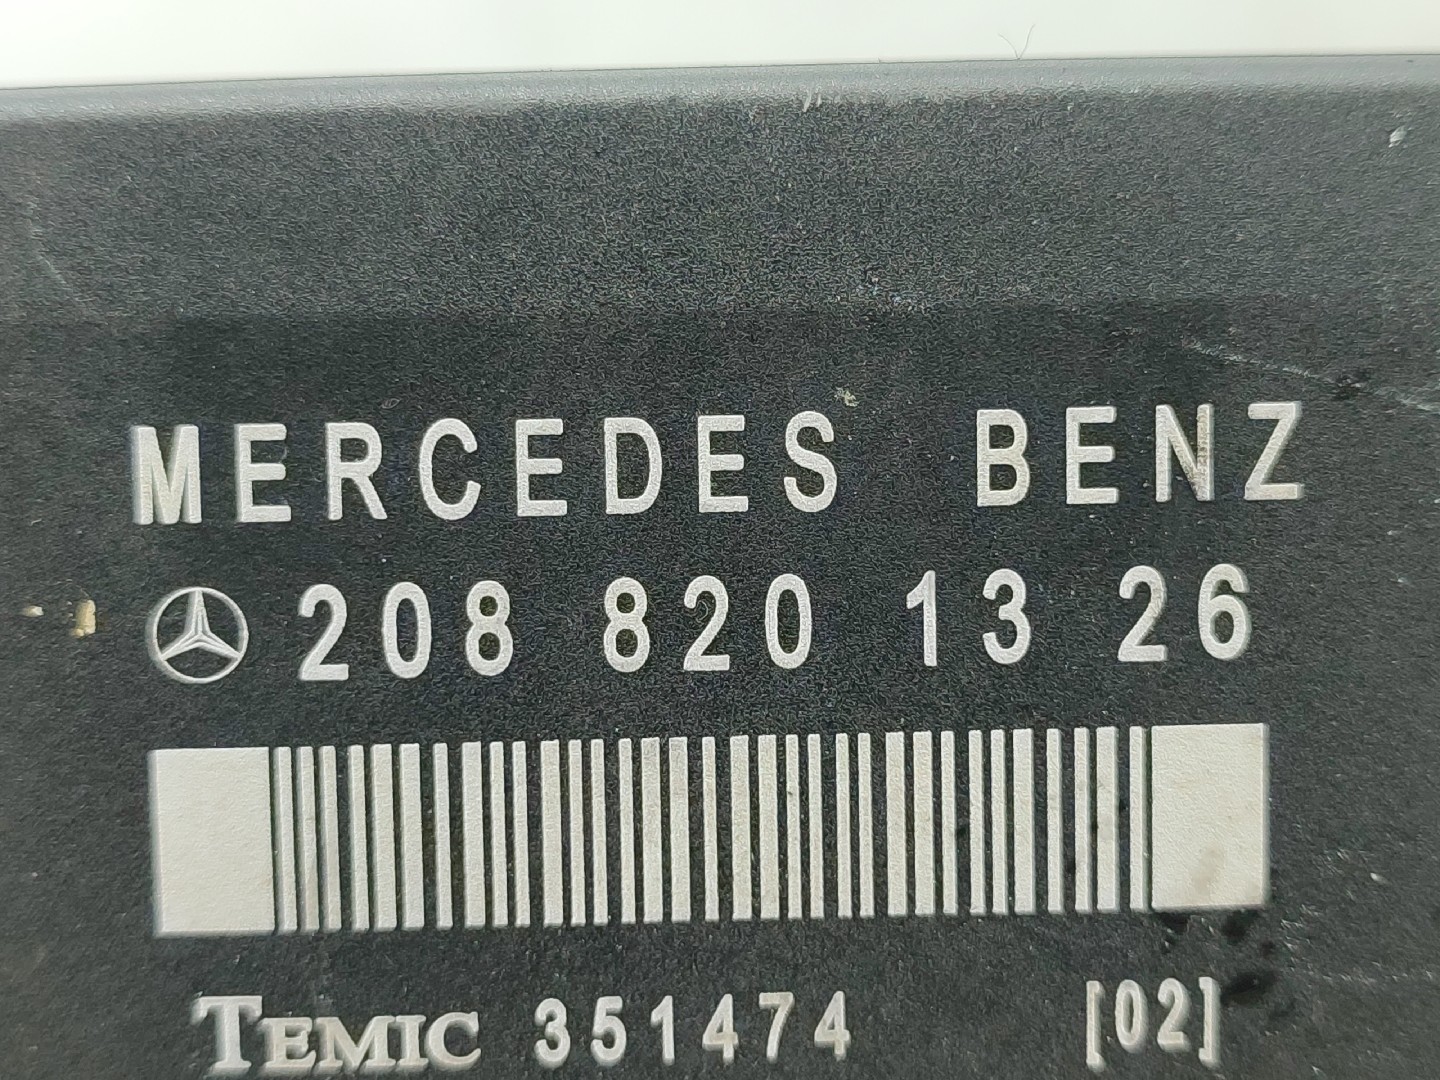 MERCEDES BENZ
208 820 13 26
TEMIC 351474 [02]